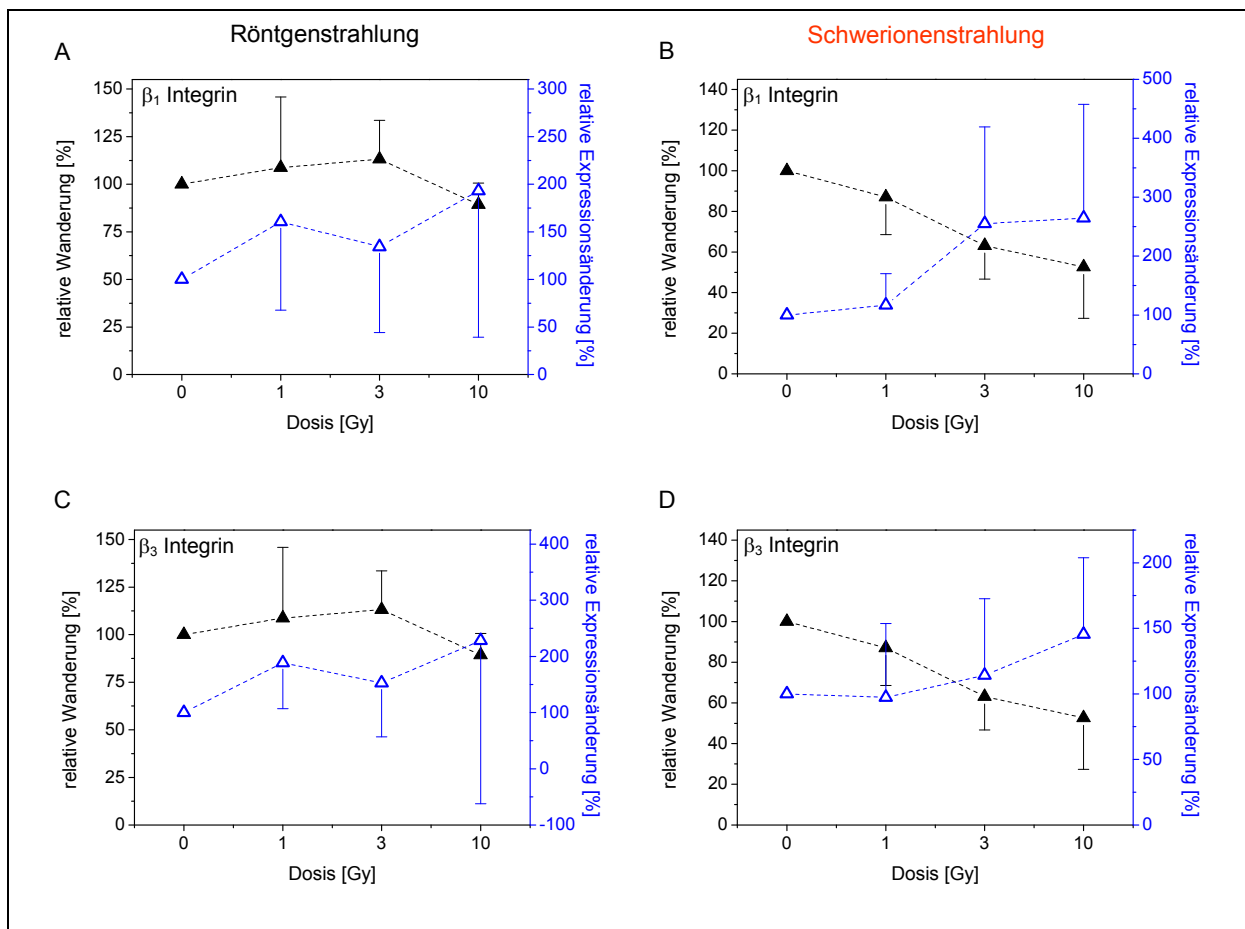 Röntgenstrahlung
Schwerionenstrahlung
A
β₁ Integrin
relative Wanderung [%]
150
125
100
75
50
25
0
relative Expressionsänderung [%]
300
250
200
150
100
50
0
0 1 3 10
Dosis [Gy]
B
β₁ Integrin
relative Wanderung [%]
140
120
100
80
60
40
20
0
relative Expressionsänderung [%]
500
400
300
200
100
0
0 1 3 10
Dosis [Gy]
C
β₃ Integrin
relative Wanderung [%]
150
125
100
75
50
25
0
relative Expressionsänderung [%]
400
300
200
100
0
-100
0 1 3 10
Dosis [Gy]
D
β₃ Integrin
relative Wanderung [%]
140
120
100
80
60
40
20
0
relative Expressionsänderung [%]
200
150
100
50
0
0 1 3 10
Dosis [Gy]